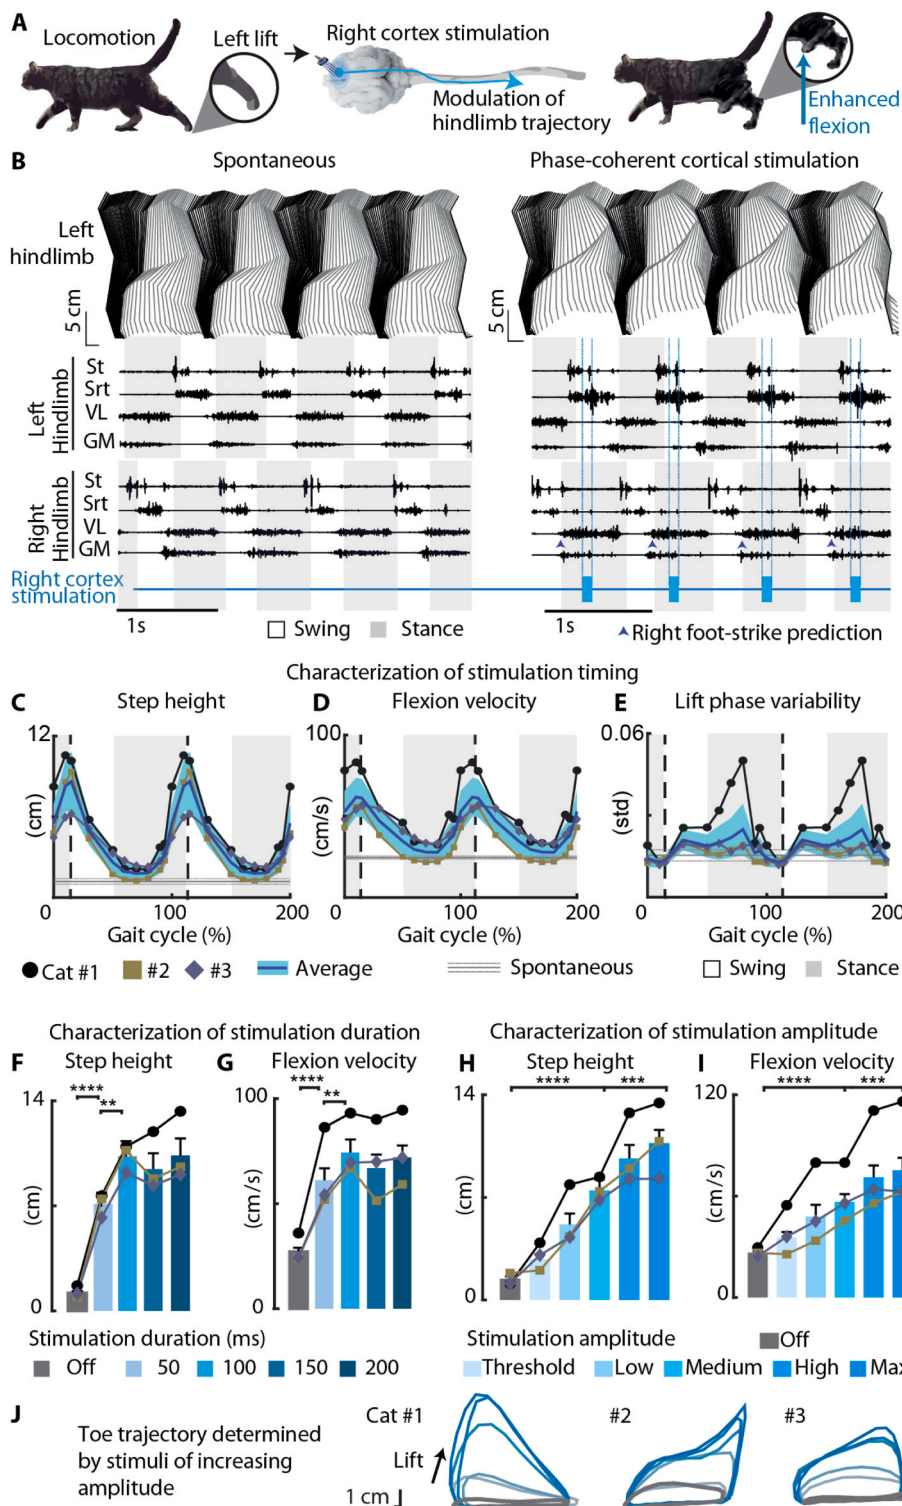 A
Locomotion
Left lift
Right cortex stimulation
Modulation of
hindlimb trajectory
Enhanced
flexion
B
Spontaneous
Phase-coherent cortical stimulation
Left
hindlimb
5 cm
5 cm
Left
Hindlimb
St
Srt
VL
GM
Right
Hindlimb
St
Srt
VL
GM
Right cortex
stimulation
1s
Swing
Stance
1s
Right foot-strike prediction
Characterization of stimulation timing
C
Step height
12
(cm)
0
100
200
Gait cycle (%)
D
Flexion velocity
100
(cm/s)
0
100
200
Gait cycle (%)
E
Lift phase variability
0.06
(std)
0
100
200
Gait cycle (%)
Cat #1
#2
#3
Average
Spontaneous
Swing
Stance
Characterization of stimulation duration
Characterization of stimulation amplitude
F
Step height
14
(cm)
0
****
**
G
Flexion velocity
100
(cm/s)
0
****
**
H
Step height
14
(cm)
0
****
***
I
Flexion velocity
120
(cm/s)
0
****
***
Stimulation duration (ms)
Off
50
100
150
200
Stimulation amplitude
Off
Threshold
Low
Medium
High
Max
J
Toe trajectory determined
by stimuli of increasing
amplitude
Cat #1
#2
#3
Lift
1 cm